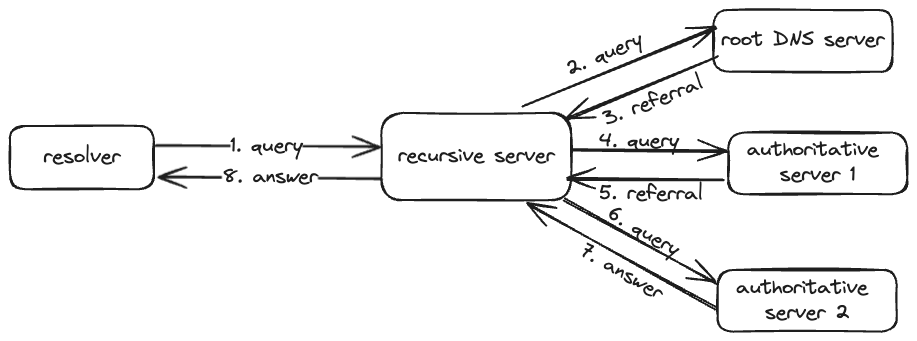 resolver
1. query
8. answer
recursive server
2. query
3. referral
root DNS server
4. query
5. referral
authoritative
server 1
6. query
7. answer
authoritative
server 2